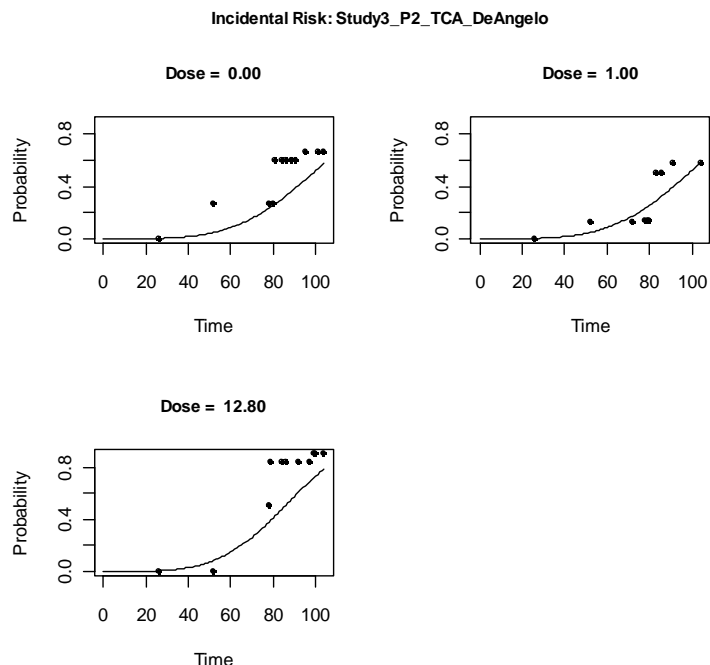 Incidental Risk: Study3_P2_TCA_DeAngelo
Dose = 0.00
Probability
0.0 0.4 0.8
0 20 40 60 80 100
Time
Dose = 1.00
Probability
0.0 0.4 0.8
0 20 40 60 80 100
Time
Dose = 12.80
Probability
0.0 0.4 0.8
0 20 40 60 80 100
Time